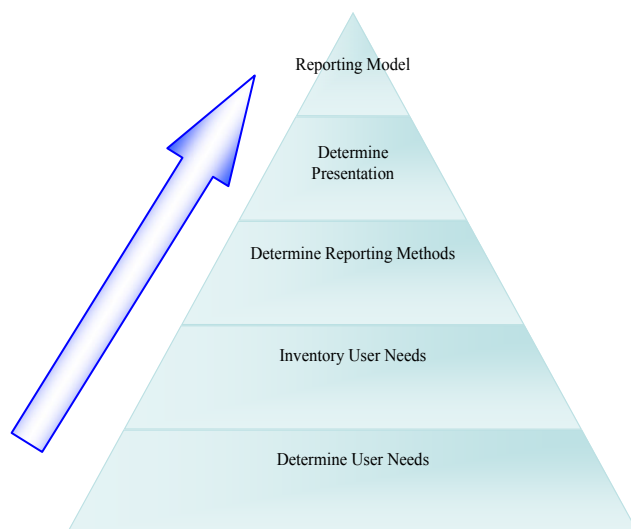 Reporting Model
Determine
Presentation
Determine Reporting Methods
Inventory User Needs
Determine User Needs